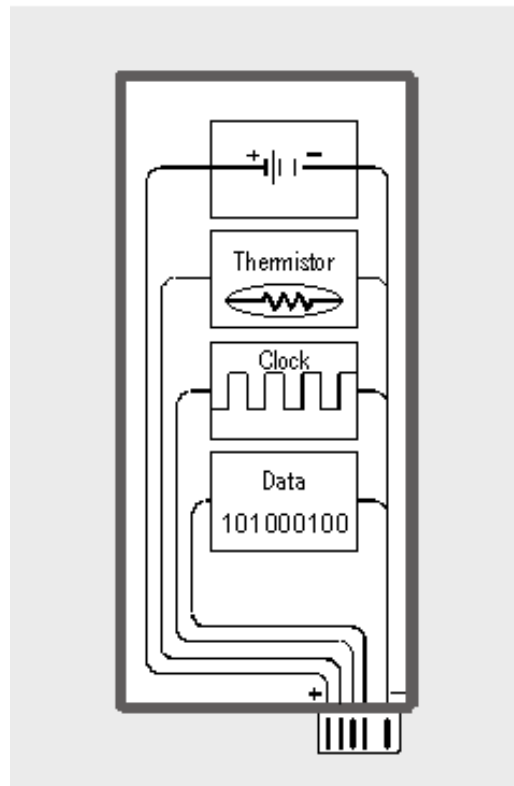 + −
Thermistor
Clock
Data
101000100
+ −